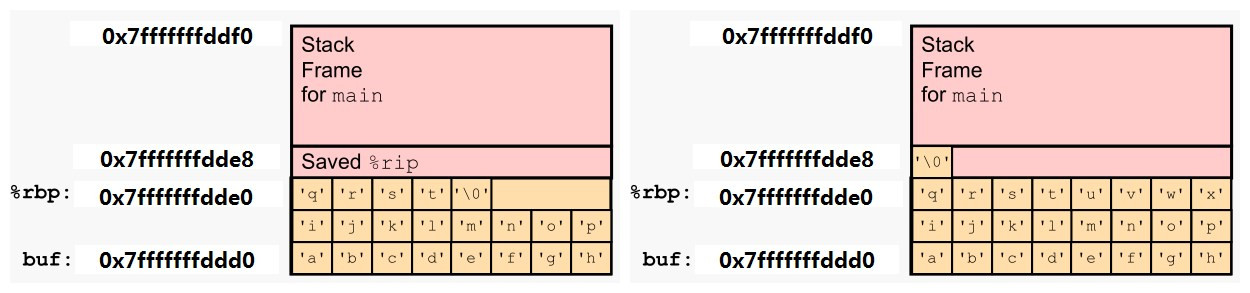 0x7fffffffddf0
Stack
Frame
for main
0x7fffffffdde8
Saved %rip
%rbp:
0x7fffffffdde0
'q' 'r' 's' 't' '\0'
'i' 'j' 'k' 'l' 'm' 'n' 'o' 'p'
buf:
0x7fffffffddd0
'a' 'b' 'c' 'd' 'e' 'f' 'g' 'h'
0x7fffffffddf0
Stack
Frame
for main
0x7fffffffdde8
'\0'
%rbp:
0x7fffffffdde0
'q' 'r' 's' 't' 'u' 'v' 'w' 'x'
'i' 'j' 'k' 'l' 'm' 'n' 'o' 'p'
buf:
0x7fffffffddd0
'a' 'b' 'c' 'd' 'e' 'f' 'g' 'h'